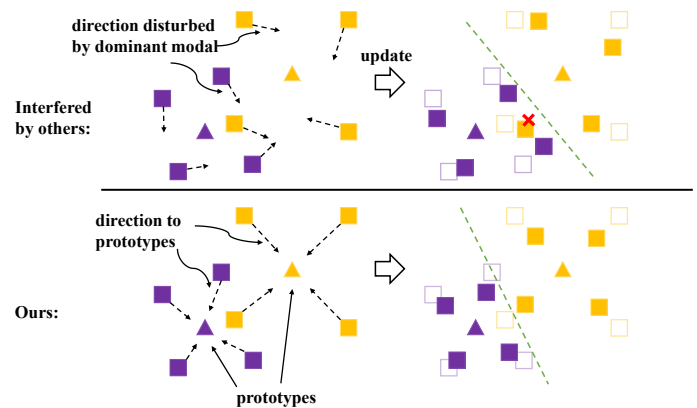 direction disturbed
by dominant modal
update
Interfered
by others:
direction to
prototypes
Ours:
prototypes